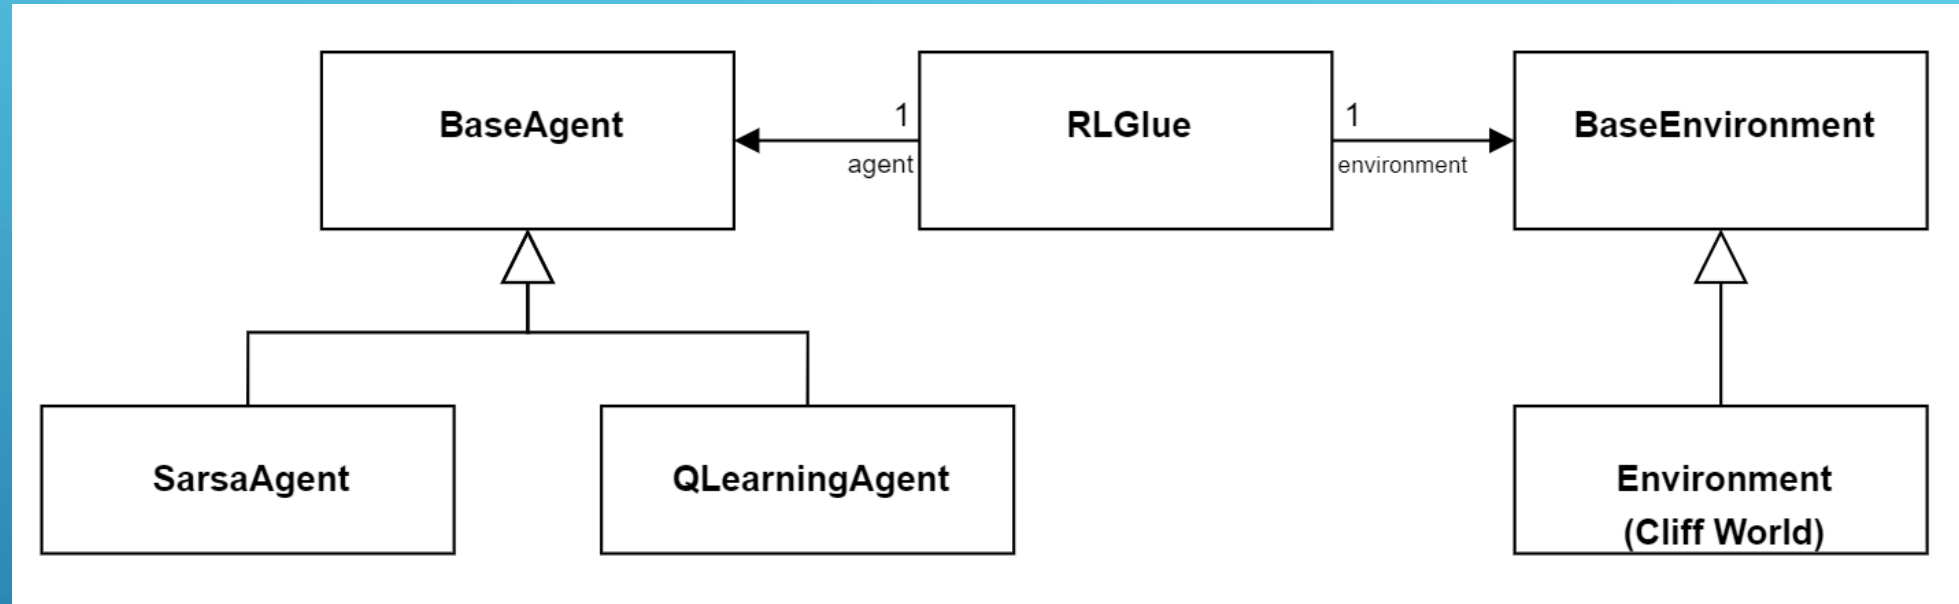 BaseAgent
1
agent
RLGlue
1
environment
BaseEnvironment
SarsaAgent
QLearningAgent
Environment
(Cliff World)